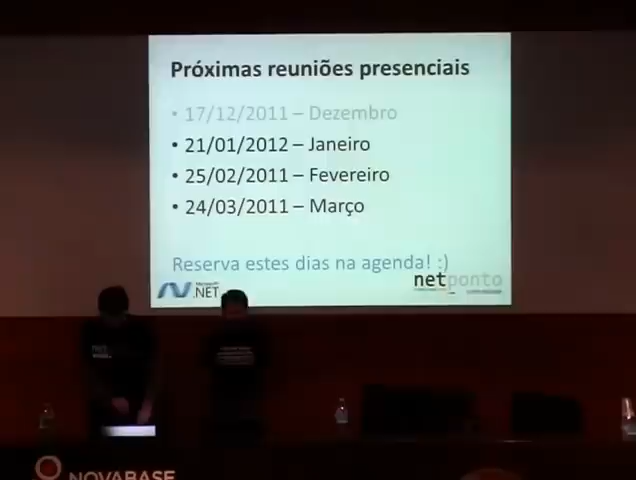 Próximas reuniões presenciais
• 17/12/2011 – Dezembro
• 21/01/2012 – Janeiro
• 25/02/2011 – Fevereiro
• 24/03/2011 – Março
Reserva estes dias na agenda! :)
Microsoft
.NET
netponto
NOVABASE